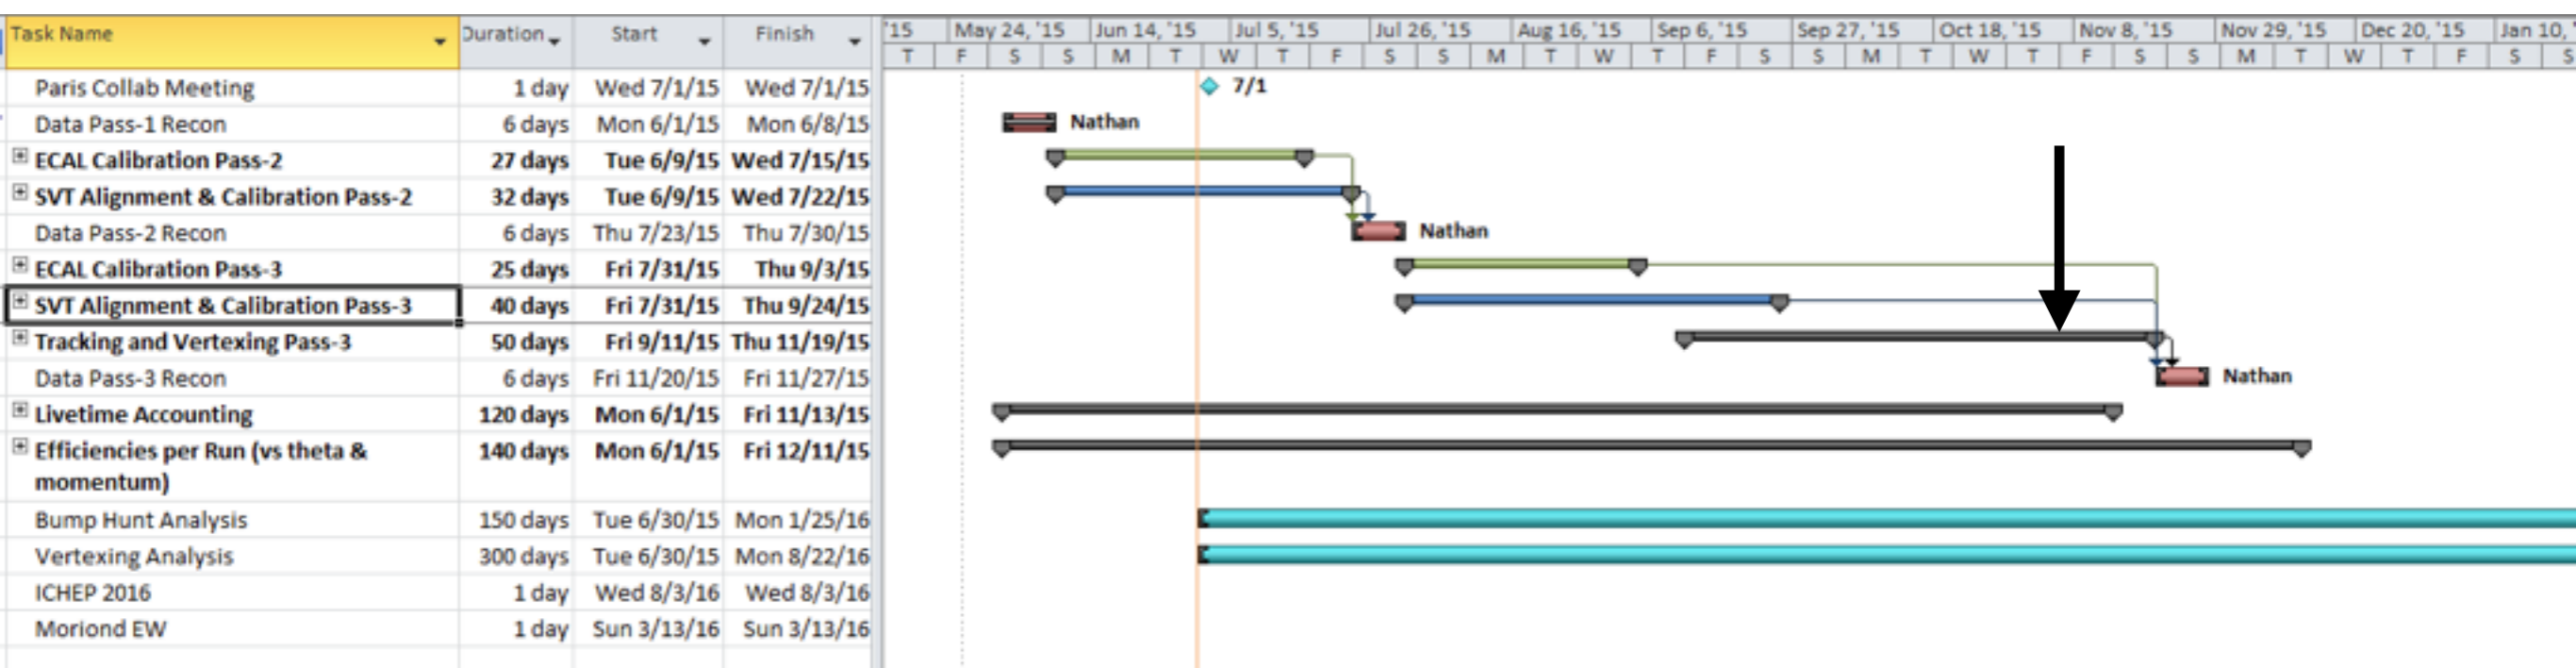 Task Name Duration Start Finish '15 May 24, '15 Jun 14, '15 Jul 5, '15 Jul 26, '15 Aug 16, '15 Sep 6, '15 Sep 27, '15 Oct 18, '15 Nov 8, '15 Nov 29, '15 Dec 20, '15 Jan 10, '
T F S S M T W T F S S M T W T F S S M T W T F S S M T W T F S S
Paris Collab Meeting 1 day Wed 7/1/15 Wed 7/1/15 7/1
Data Pass-1 Recon 6 days Mon 6/1/15 Mon 6/8/15 Nathan
ECAL Calibration Pass-2 27 days Tue 6/9/15 Wed 7/15/15
SVT Alignment & Calibration Pass-2 32 days Tue 6/9/15 Wed 7/22/15
Data Pass-2 Recon 6 days Thu 7/23/15 Thu 7/30/15 Nathan
ECAL Calibration Pass-3 25 days Fri 7/31/15 Thu 9/3/15
SVT Alignment & Calibration Pass-3 40 days Fri 7/31/15 Thu 9/24/15
Tracking and Vertexing Pass-3 50 days Fri 9/11/15 Thu 11/19/15
Data Pass-3 Recon 6 days Fri 11/20/15 Fri 11/27/15 Nathan
Livetime Accounting 120 days Mon 6/1/15 Fri 11/13/15
Efficiencies per Run (vs theta & 140 days Mon 6/1/15 Fri 12/11/15
momentum)
Bump Hunt Analysis 150 days Tue 6/30/15 Mon 1/25/16
Vertexing Analysis 300 days Tue 6/30/15 Mon 8/22/16
ICHEP 2016 1 day Wed 8/3/16 Wed 8/3/16
Moriond EW 1 day Sun 3/13/16 Sun 3/13/16